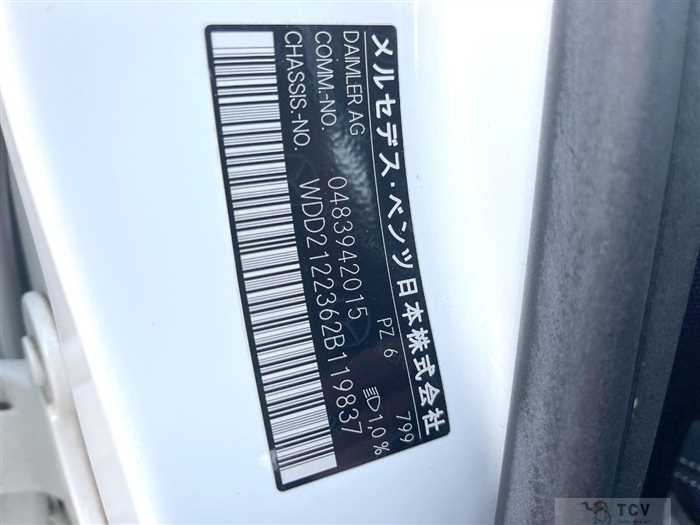 メルセデス・ベンツ日本株式会社
DAIMLER AG 799
COMM.-NO. 0483942015 PZ 6 1,0%
CHASSIS.-NO. WDD2122362B119837
TCV